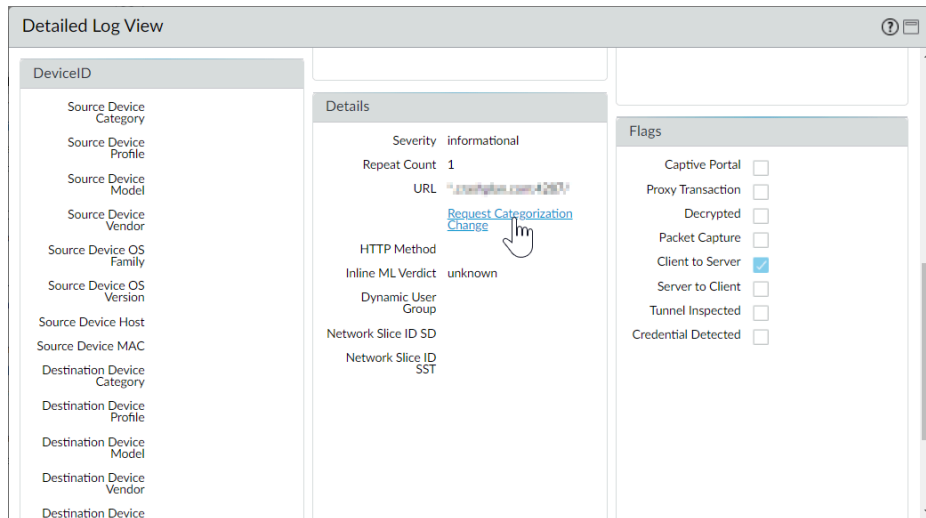 Detailed Log View
DeviceID
Source Device
Category
Source Device
Profile
Source Device
Model
Source Device
Vendor
Source Device OS
Family
Source Device OS
Version
Source Device Host
Source Device MAC
Destination Device
Category
Destination Device
Profile
Destination Device
Model
Destination Device
Vendor
Destination Device
Details
Severity informational
Repeat Count 1
URL
Request Categorization
Change
HTTP Method
Inline ML Verdict unknown
Dynamic User
Group
Network Slice ID SD
Network Slice ID
SST
Flags
Captive Portal
Proxy Transaction
Decrypted
Packet Capture
Client to Server
Server to Client
Tunnel Inspected
Credential Detected